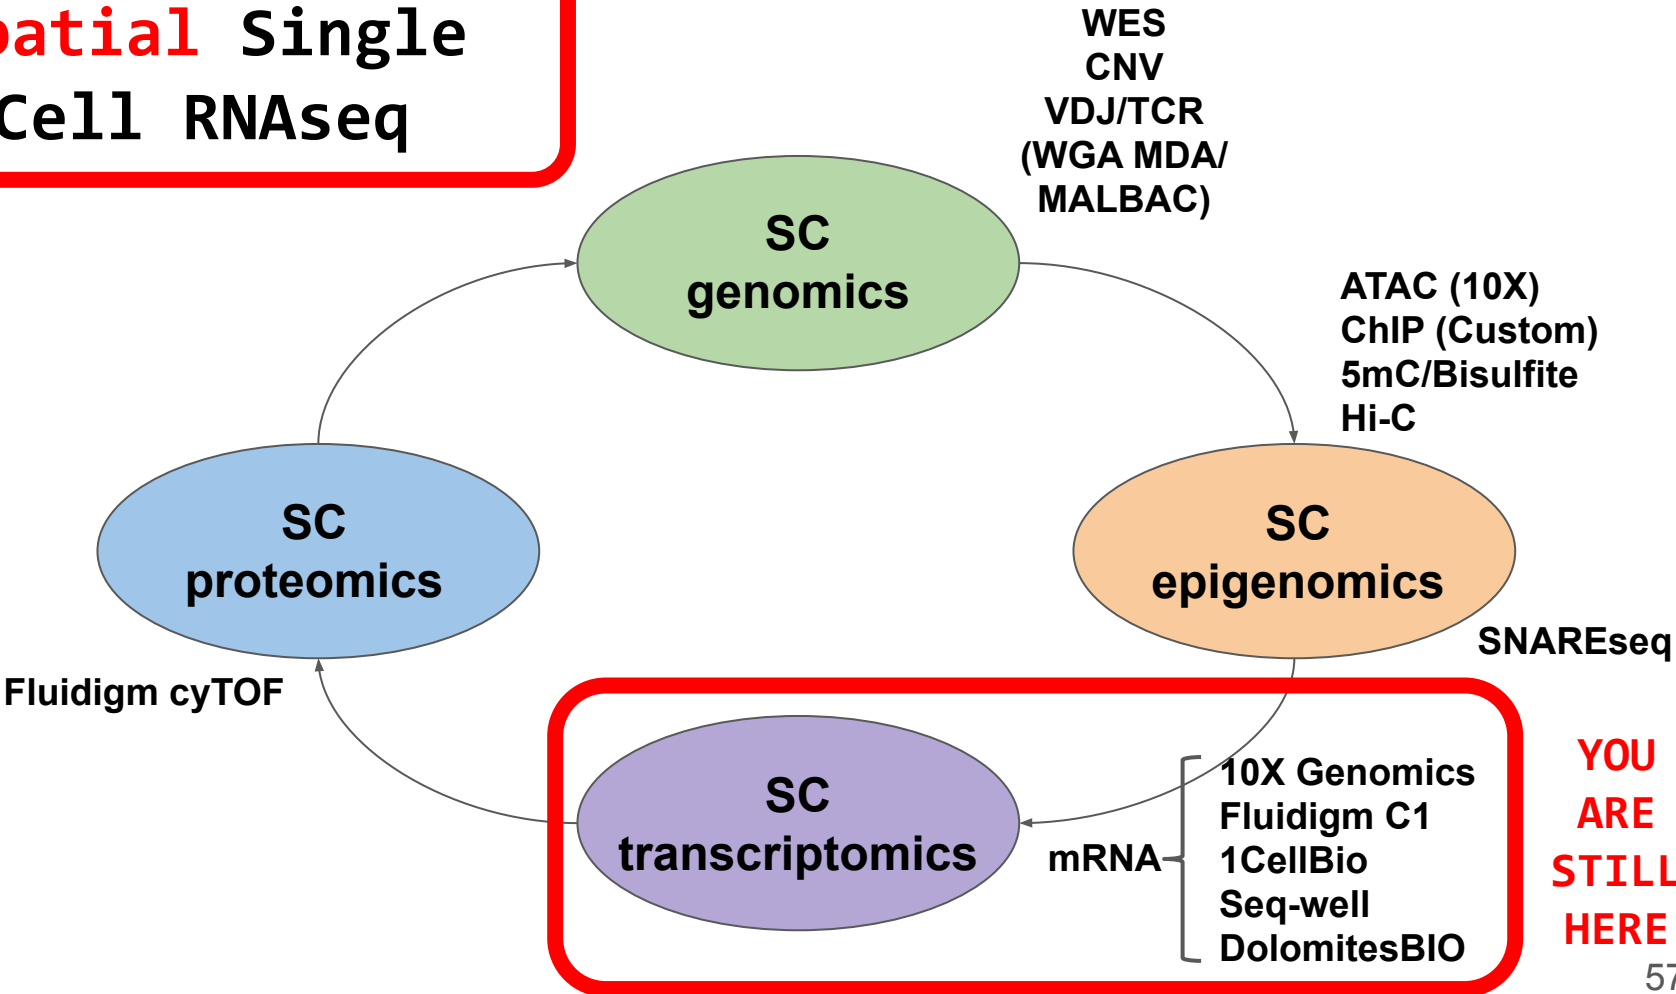 patial Single
Cell RNAseq
WES
CNV
VDJ/TCR
(WGA MDA/
MALBAC)
SC
genomics
ATAC (10X)
ChIP (Custom)
5mC/Bisulfite
Hi-C
SC
proteomics
SC
epigenomics
SNAREseq
Fluidigm cyTOF
SC
transcriptomics
mRNA
10X Genomics
Fluidigm C1
1CellBio
Seq-well
DolomitesBIO
YOU
ARE
STILL
HERE
57